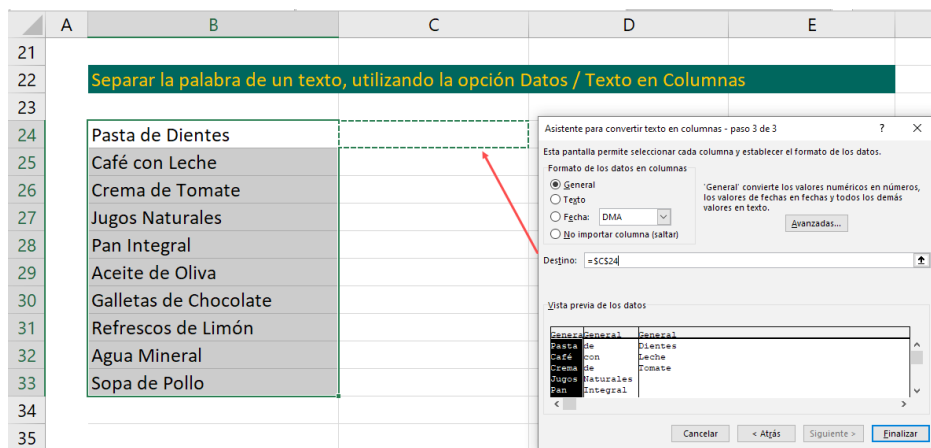 A B C D E
21
22 Separar la palabra de un texto, utilizando la opción Datos / Texto en Columnas
23
24 Pasta de Dientes
25 Café con Leche
26 Crema de Tomate
27 Jugos Naturales
28 Pan Integral
29 Aceite de Oliva
30 Galletas de Chocolate
31 Refrescos de Limón
32 Agua Mineral
33 Sopa de Pollo
34
35
Asistente para convertir texto en columnas - paso 3 de 3 ? ×
Esta pantalla permite seleccionar cada columna y establecer el formato de los datos.
Formato de los datos en columnas
General
Texto
Fecha: DMA
No importar columna (saltar)
'General' convierte los valores numéricos en números,
los valores de fechas en fechas y todos los demás
valores en texto.
Avanzadas...
Destino: =$C$24
Vista previa de los datos
General General General
Pasta de Dientes
Café con Leche
Crema de Tomate
Jugos Naturales
Pan Integral
Cancelar < Atrás Siguiente > Finalizar